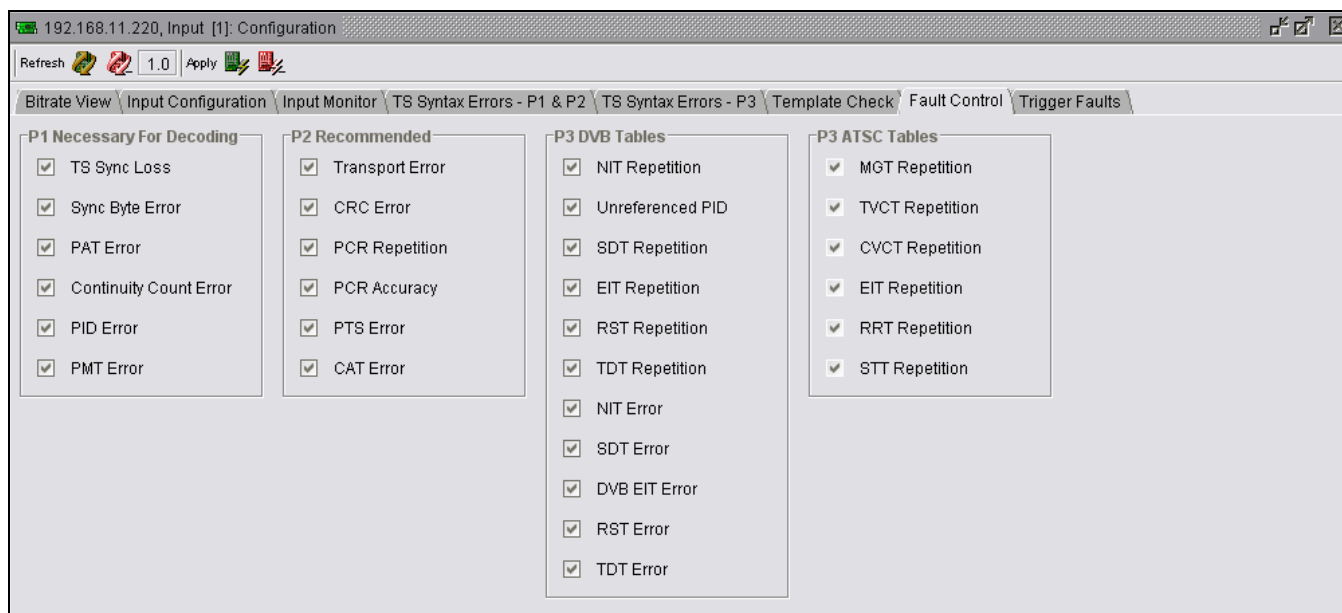 192.168.11.220, Input [1]: Configuration
Refresh 1.0 Apply
Bitrate View Input Configuration Input Monitor TS Syntax Errors - P1 & P2 TS Syntax Errors - P3 Template Check Fault Control Trigger Faults
P1 Necessary For Decoding
TS Sync Loss
Sync Byte Error
PAT Error
Continuity Count Error
PID Error
PMT Error
P2 Recommended
Transport Error
CRC Error
PCR Repetition
PCR Accuracy
PTS Error
CAT Error
P3 DVB Tables
NIT Repetition
Unreferenced PID
SDT Repetition
EIT Repetition
RST Repetition
TDT Repetition
NIT Error
SDT Error
DVB EIT Error
RST Error
TDT Error
P3 ATSC Tables
MGT Repetition
TVCT Repetition
CVCT Repetition
EIT Repetition
RRT Repetition
STT Repetition